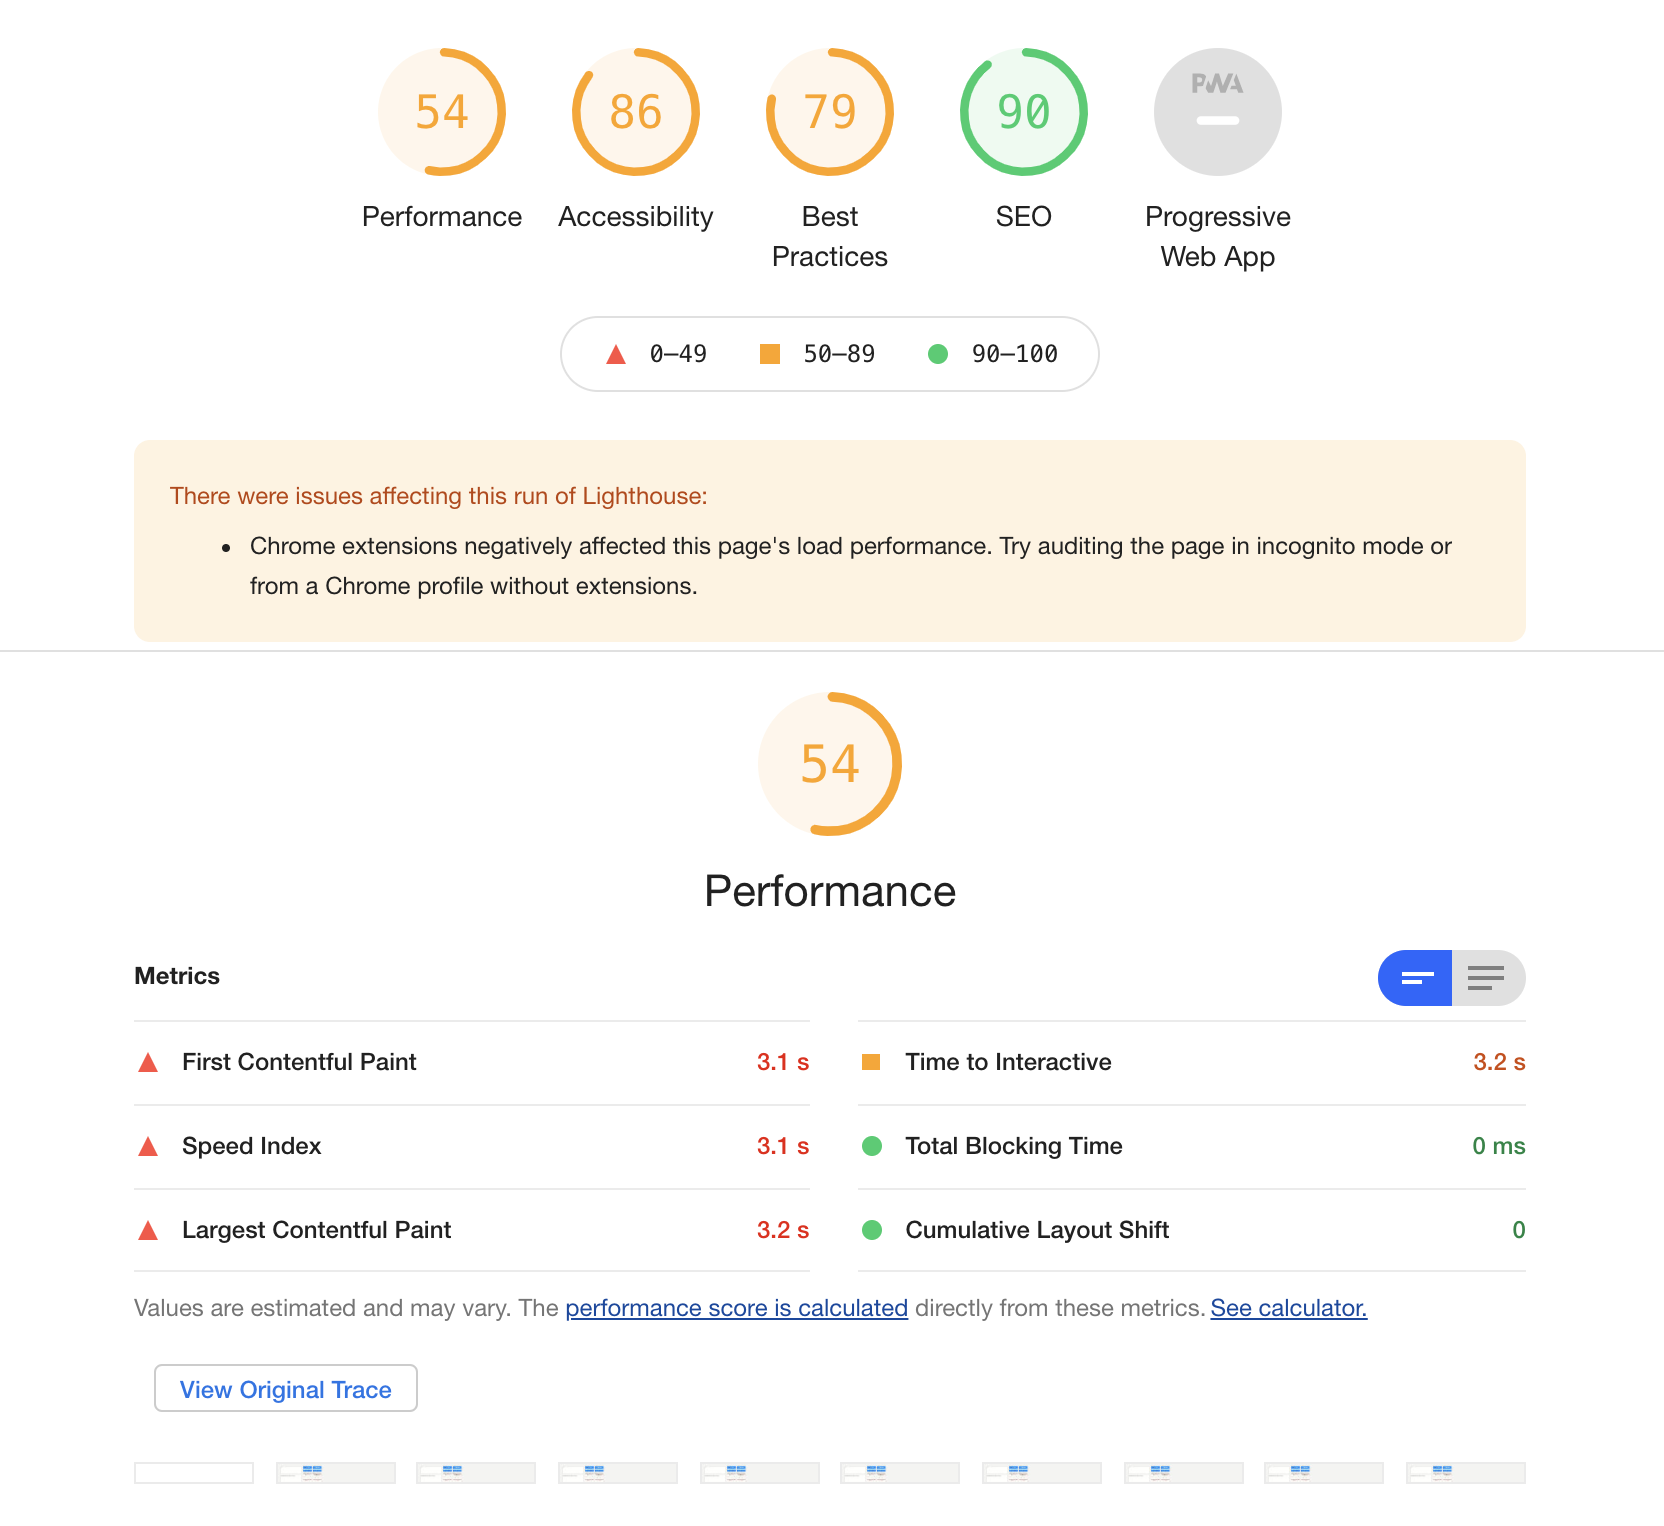 54
86
79
90
PWA
Performance
Accessibility
Best
Practices
SEO
Progressive
Web App
0–49
50–89
90–100
There were issues affecting this run of Lighthouse:
Chrome extensions negatively affected this page's load performance. Try auditing the page in incognito mode or
from a Chrome profile without extensions.
54
Performance
Metrics
First Contentful Paint 3.1 s
Time to Interactive 3.2 s
Speed Index 3.1 s
Total Blocking Time 0 ms
Largest Contentful Paint 3.2 s
Cumulative Layout Shift 0
Values are estimated and may vary. The performance score is calculated directly from these metrics. See calculator.
View Original Trace